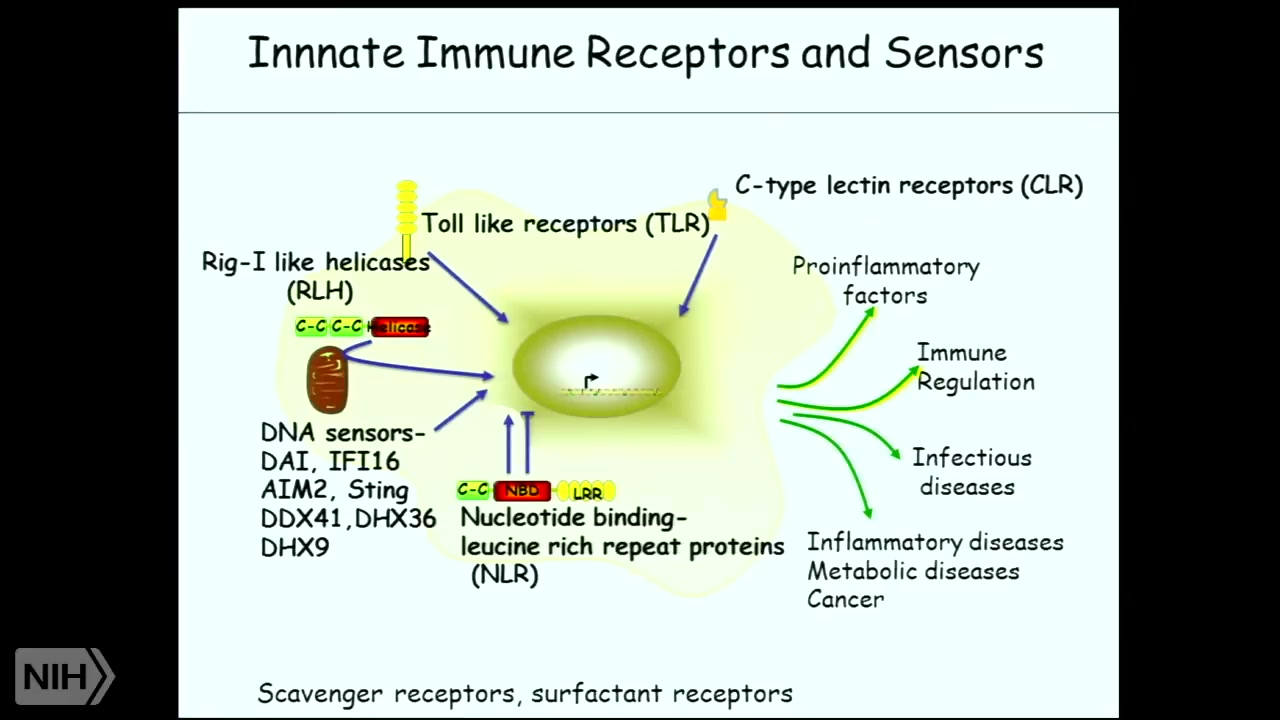 Innnate Immune Receptors and Sensors
C-type lectin receptors (CLR)
Toll like receptors (TLR)
Rig-I like helicases
(RLH)
C-C C-C Helicase
Proinflammatory
factors
Immune
Regulation
DNA sensors-
DAI, IFI16
AIM2, Sting
DDX41,DHX36
DHX9
C-C NBD LRR
Nucleotide binding-
leucine rich repeat proteins
(NLR)
Infectious
diseases
Inflammatory diseases
Metabolic diseases
Cancer
Scavenger receptors, surfactant receptors
NIH